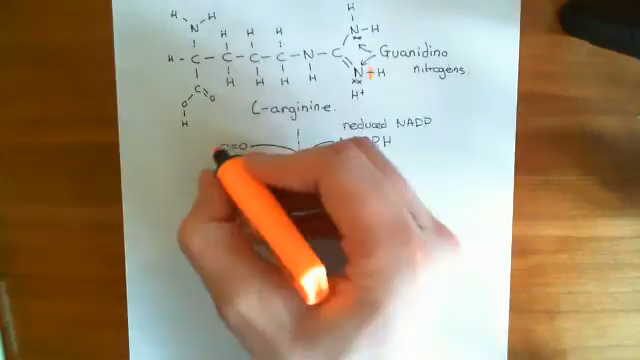 H H
N
H
N - H
H H H
H - C - C - C - C - N - C
Guanidino
nitrogens.
H H H H
N + H
H+
C
O O
H
L-arginine.
reduced NADP
O=O